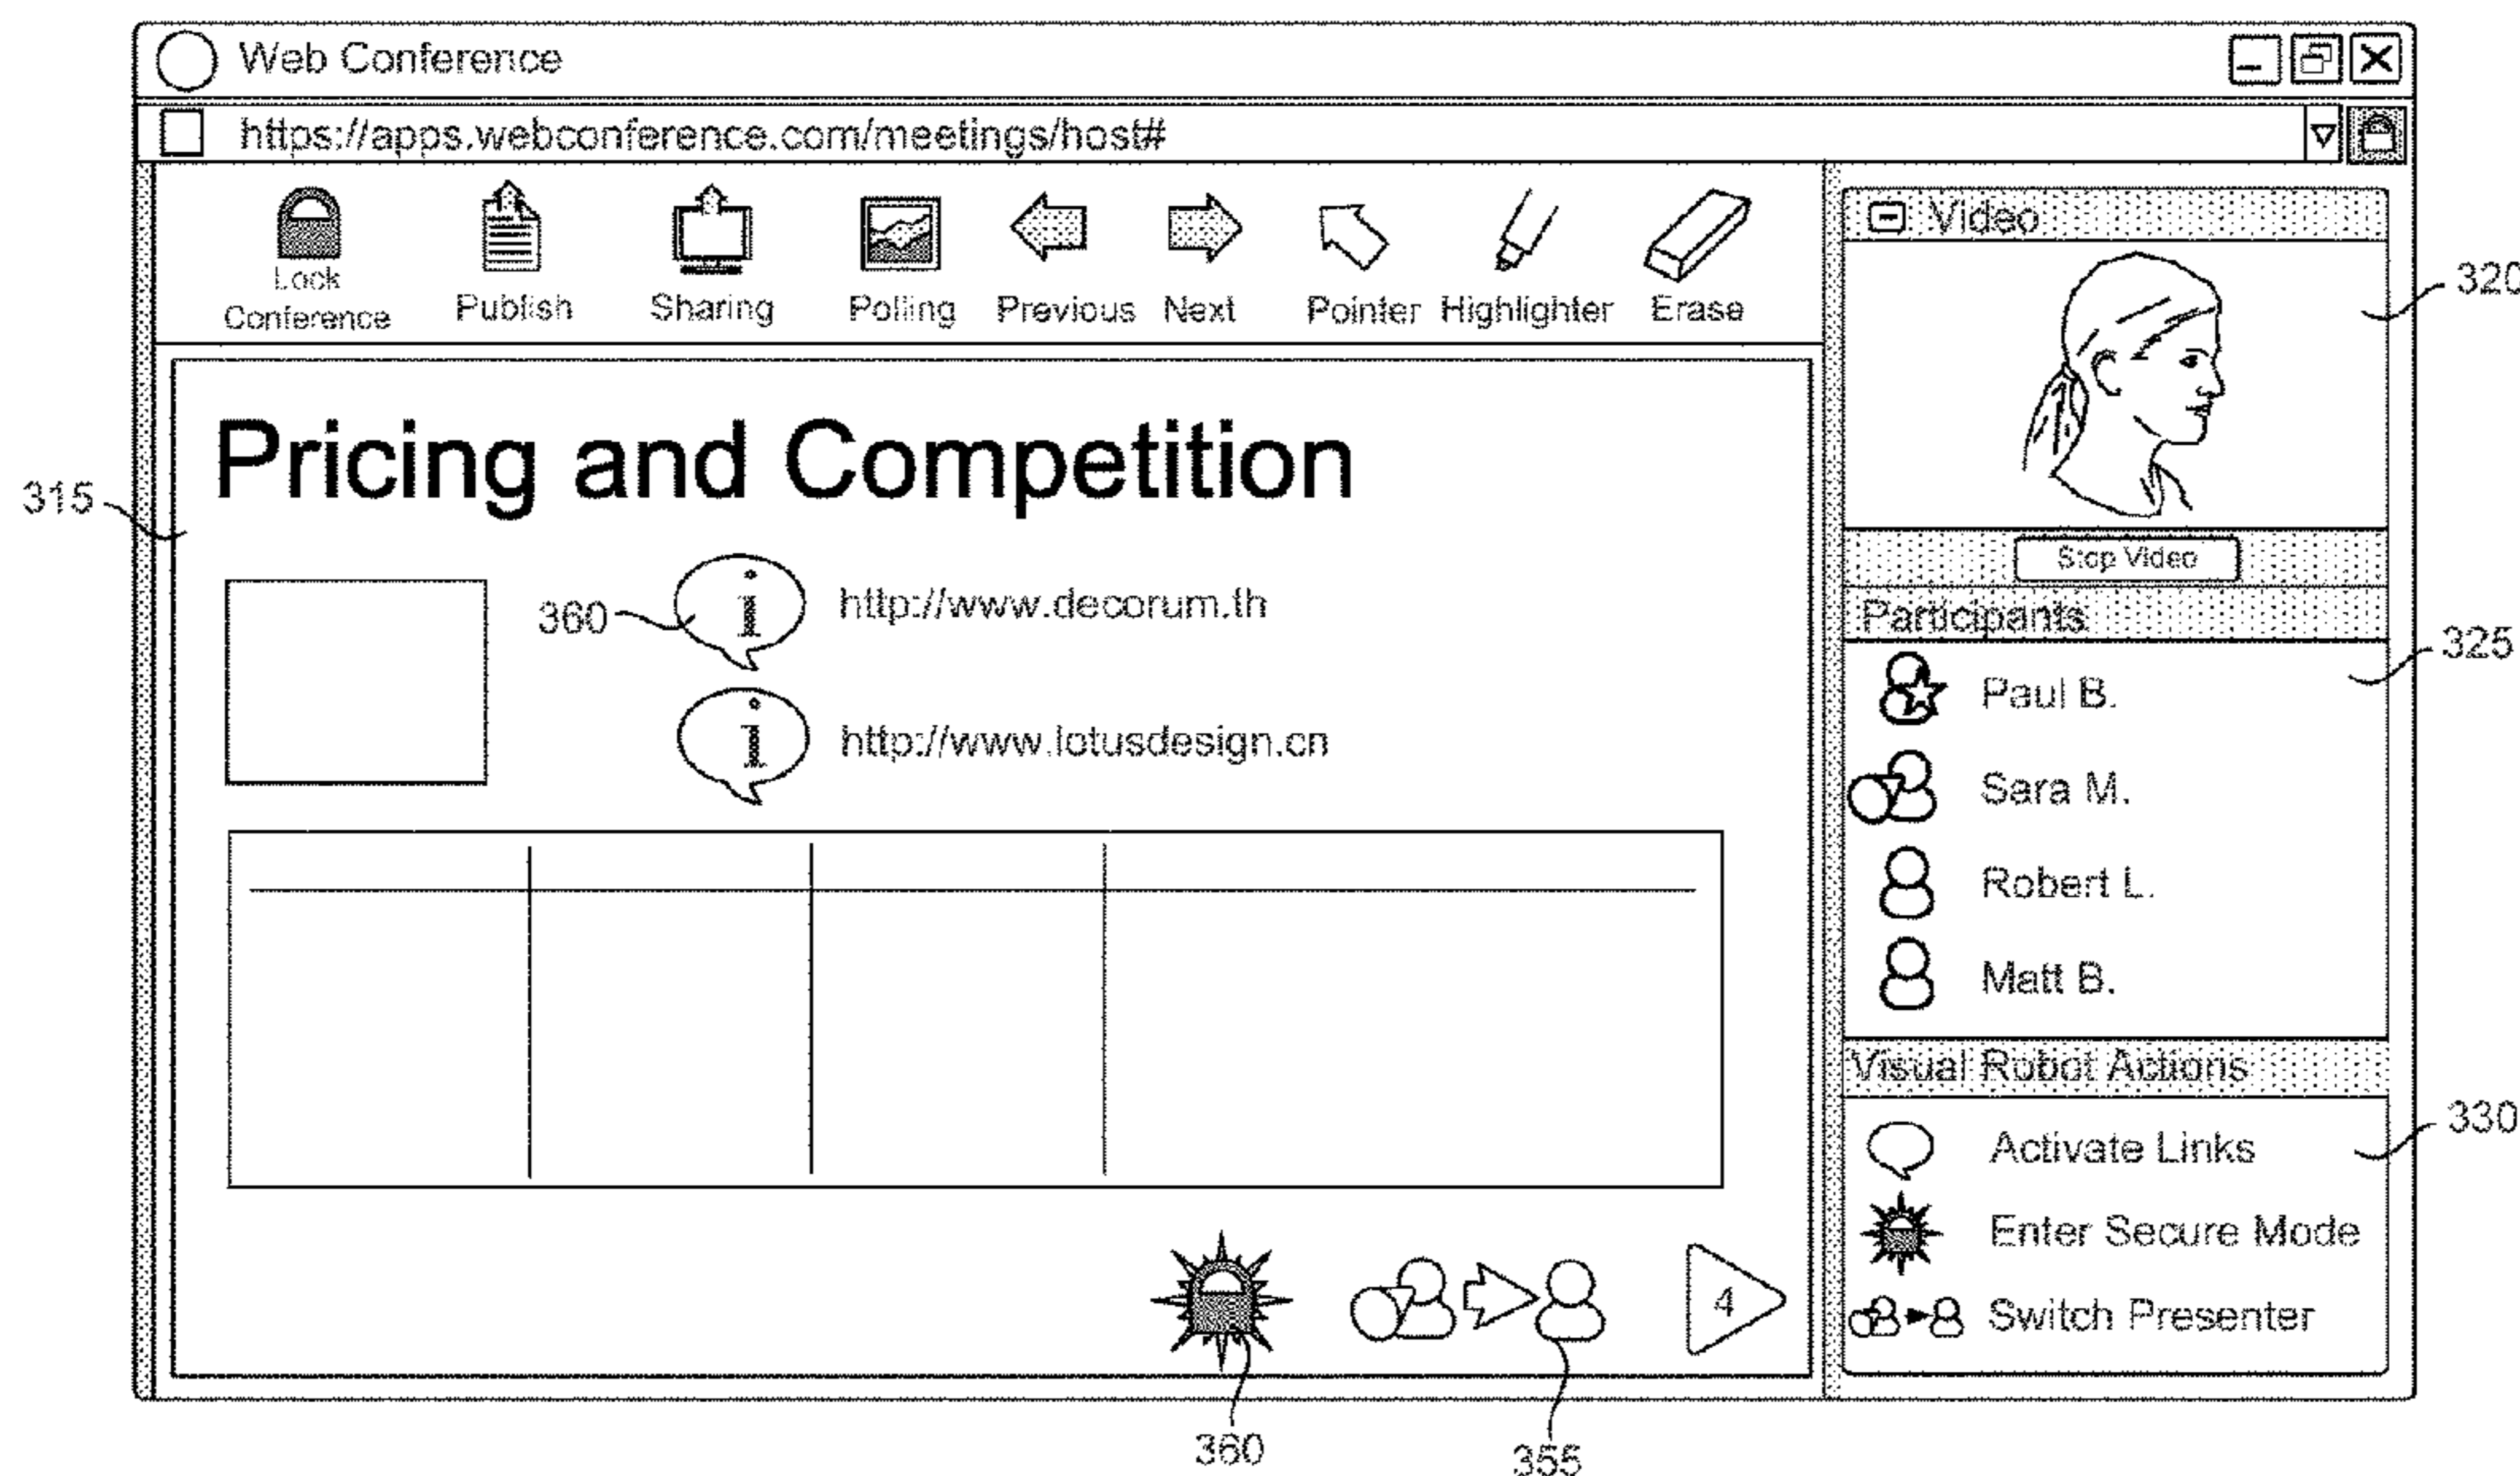 Web Conference
https://apps.webconference.com/meetings/host#
Lock
Conference
Publish
Sharing
Polling
Previous
Next
Pointer
Highlighter
Erase
Pricing and Competition
315
360
http://www.decorum.th
http://www.lotusdesign.cn
4
360
355
Video
320
Stop Video
Participants
325
Paul B.
Sara M.
Robert L.
Matt B.
Visual Robot Actions
330
Activate Links
Enter Secure Mode
Switch Presenter